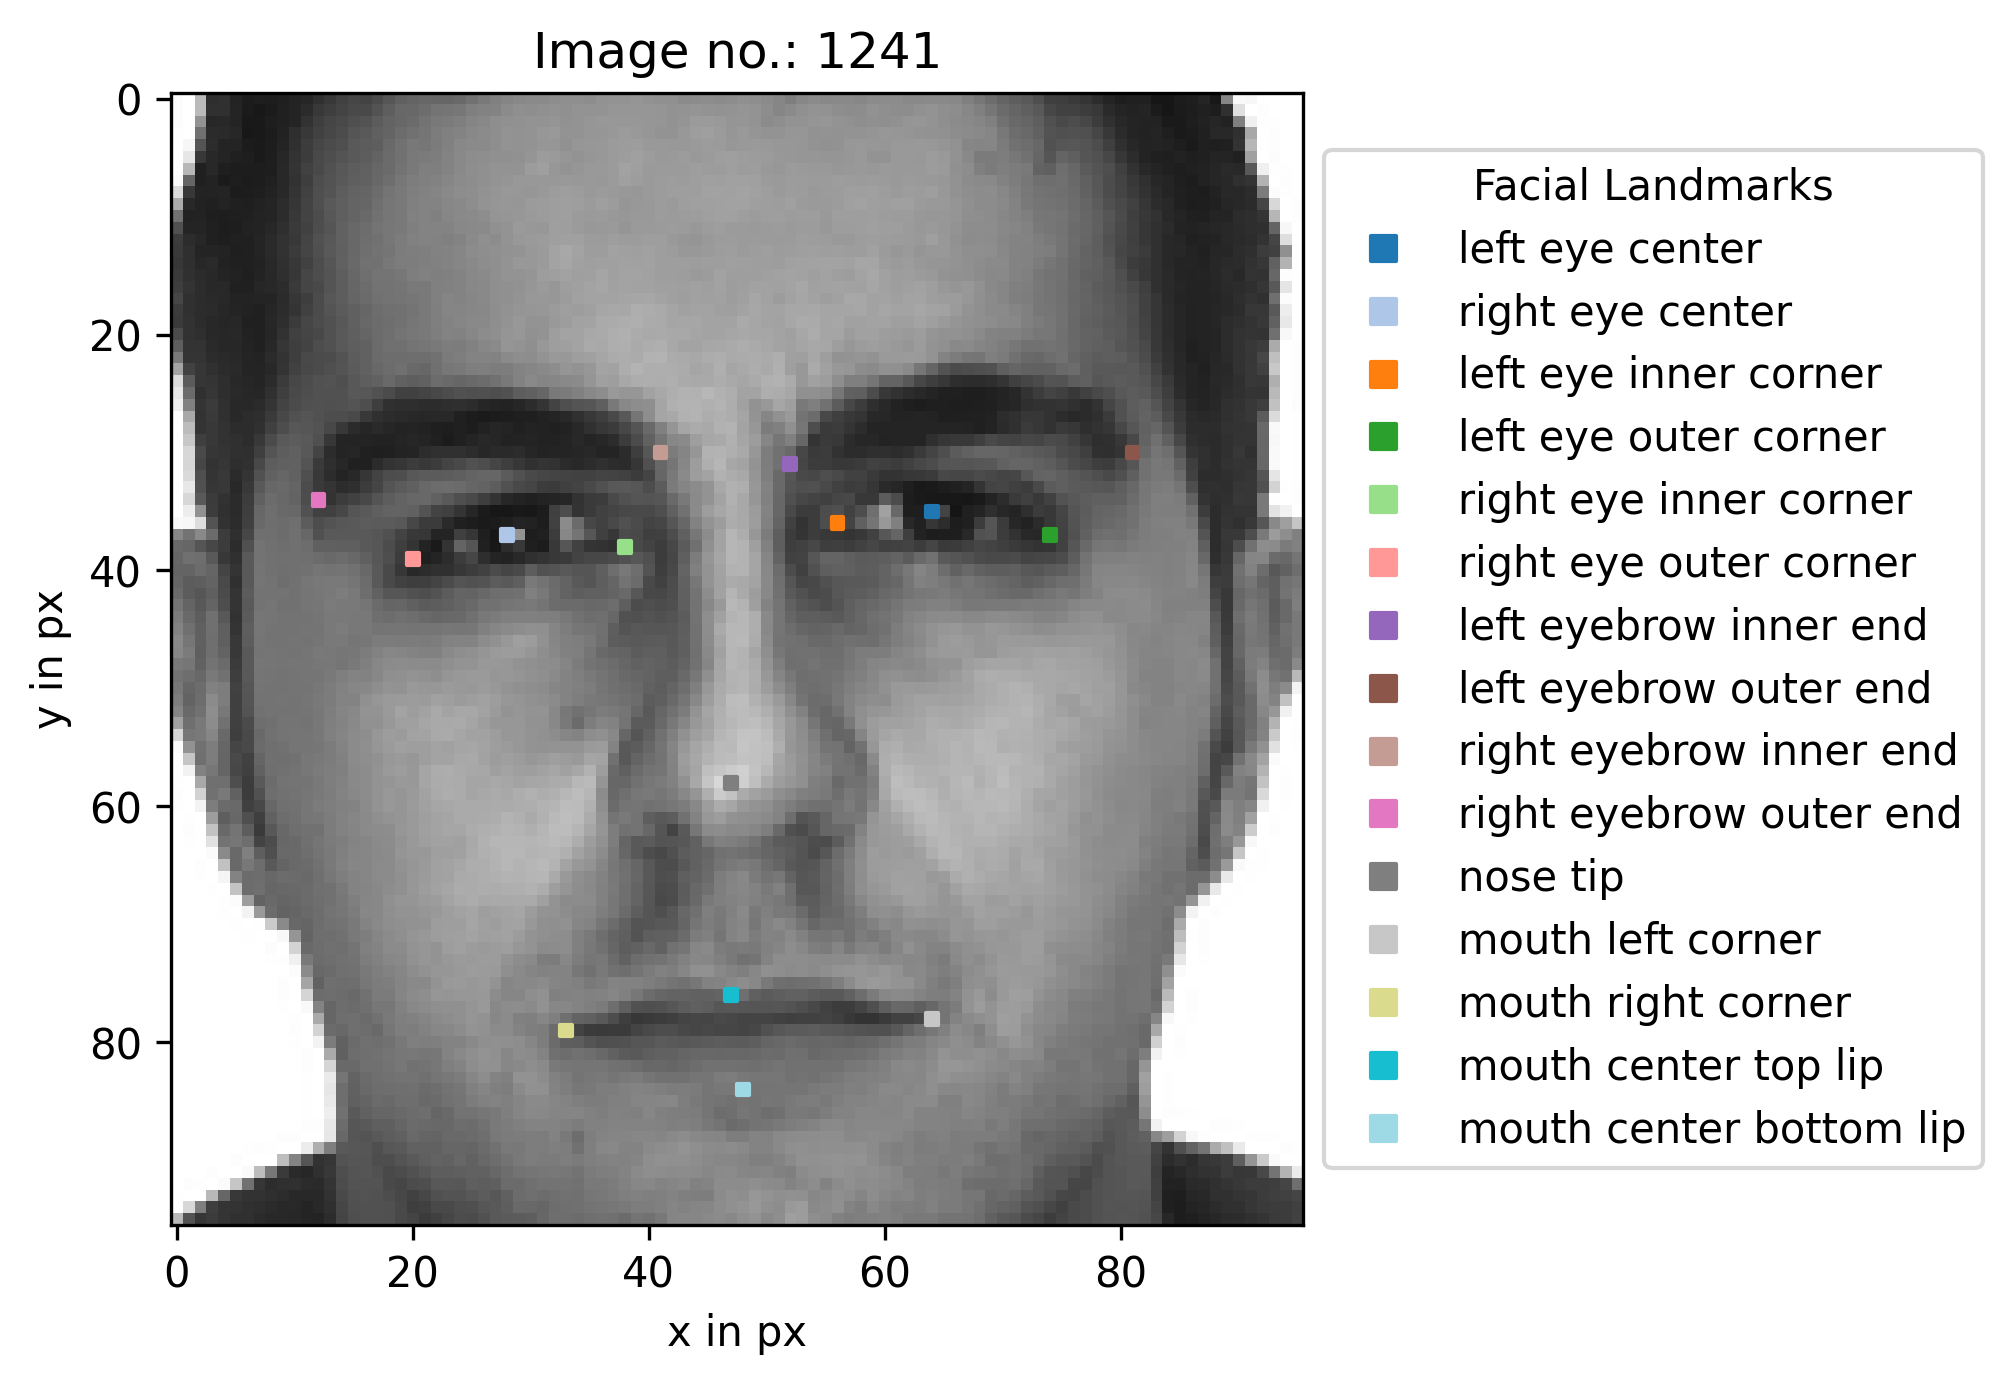 Image no.: 1241
0
20
40
60
80
y in px
0 20 40 60 80
x in px
Facial Landmarks
left eye center
right eye center
left eye inner corner
left eye outer corner
right eye inner corner
right eye outer corner
left eyebrow inner end
left eyebrow outer end
right eyebrow inner end
right eyebrow outer end
nose tip
mouth left corner
mouth right corner
mouth center top lip
mouth center bottom lip